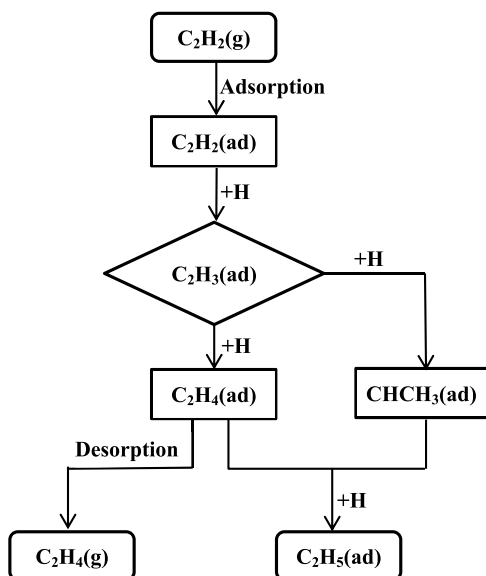 C₂H₂(g)
Adsorption
C₂H₂(ad)
+H
C₂H₃(ad)
+H
+H
C₂H₄(ad)
CHCH₃(ad)
Desorption
+H
C₂H₄(g)
C₂H₅(ad)